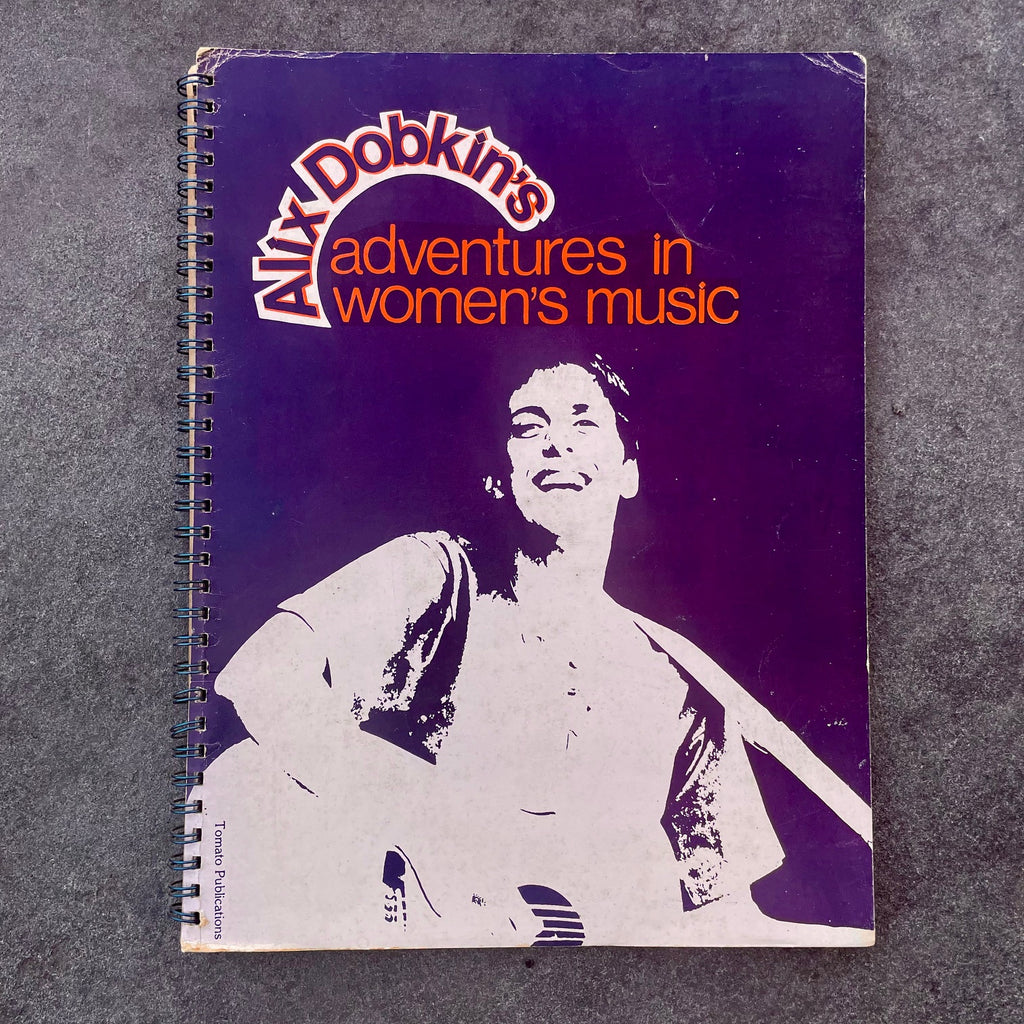 Alix Dobkin's
adventures in
women's music
Tomato Publications